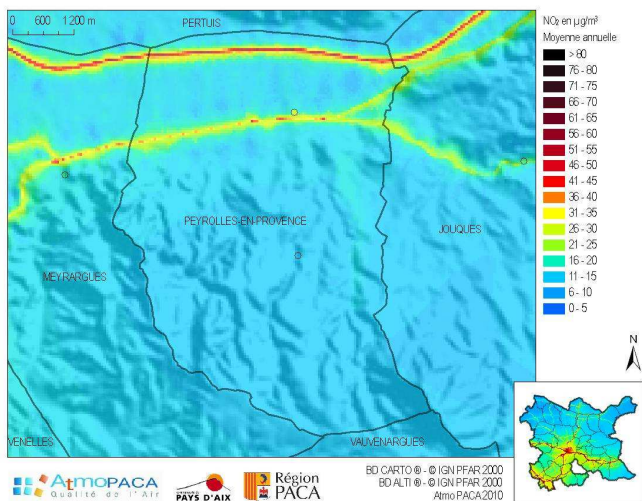 0 600 1200 m
PERTUIS
PEYROLLES-EN-PROVENCE
JOUQUES
MEYRARGUES
VENELLES
VAUVENARGUES
NO₂ en µg/m³
Moyenne annuelle
> 80
76 - 80
71 - 75
66 - 70
61 - 65
56 - 60
51 - 55
46 - 50
41 - 45
36 - 40
31 - 35
26 - 30
21 - 25
16 - 20
11 - 15
6 - 10
0 - 5
N
AtmoPACA
Qualité de l'Air
PAYS D'AIX
Région
PACA
BD CARTO ® - © IGN PFAR 2000
BD ALTI ® - © IGN PFAR 2000
Atmo PACA 2010